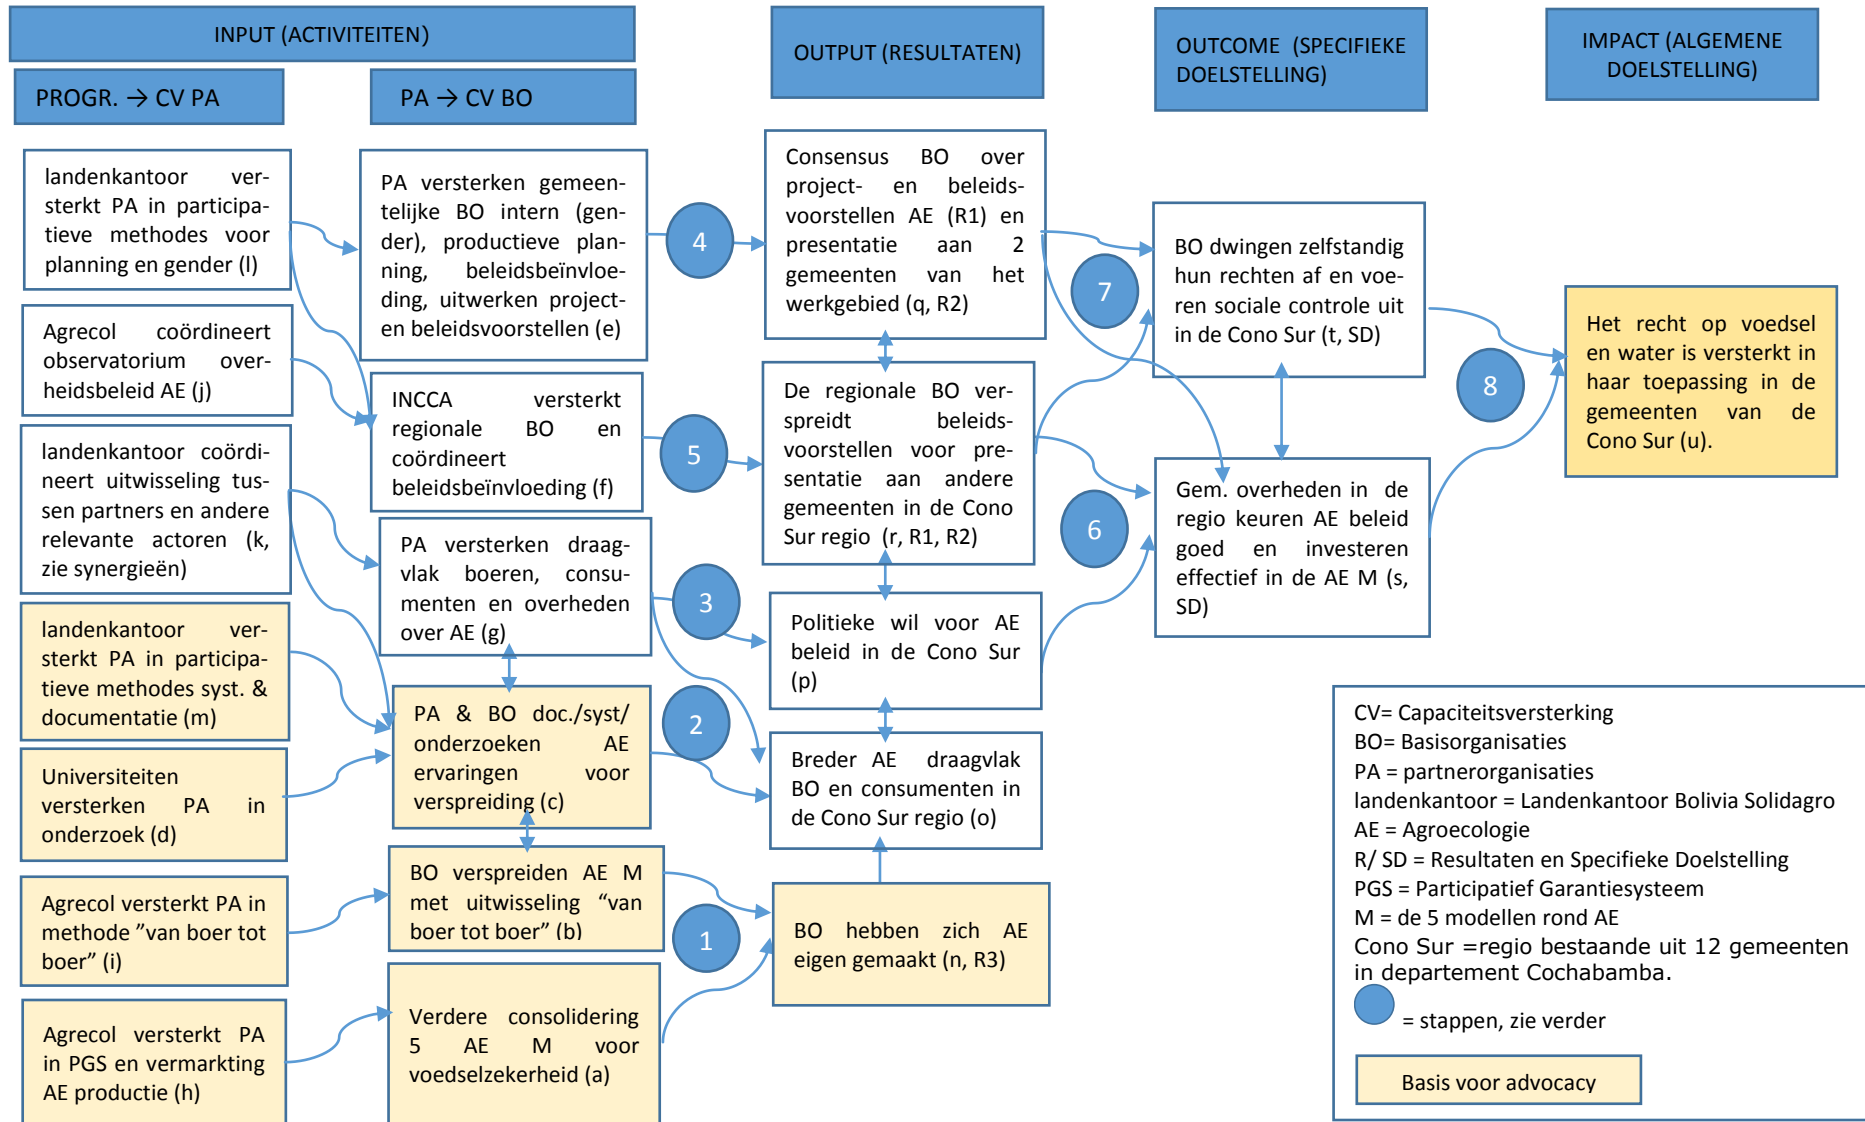 INPUT (ACTIVITEITEN)
PROGR. → CV PA
PA → CV BO
OUTPUT (RESULTATEN)
OUTCOME (SPECIFIEKE
DOELSTELLING)
IMPACT (ALGEMENE
DOELSTELLING)
landenkantoor ver-
sterkt PA in participa-
tieve methodes voor
planning en gender (l)
Agrecol coördineert
observatorium over-
heidsbeleid AE (j)
landenkantoor coördi-
neert uitwisseling tus-
sen partners en andere
relevante actoren (k,
zie synergieën)
landenkantoor ver-
sterkt PA in participa-
tieve methodes syst. &
documentatie (m)
Universiteiten
versterken PA in
onderzoek (d)
Agrecol versterkt PA in
methode ”van boer tot
boer” (i)
Agrecol versterkt PA
in PGS en vermarkting
AE productie (h)
PA versterken gemeen-
telijke BO intern (gen-
der), productieve plan-
ning, beleidsbeïnvloe-
ding, uitwerken project-
en beleidsvoorstellen (e)
INCCA versterkt
regionale BO en
coördineert
beleidsbeïnvloeding (f)
PA versterken draag-
vlak boeren, consu-
menten en overheden
over AE (g)
PA & BO doc./syst/
onderzoeken AE
ervaringen voor
verspreiding (c)
BO verspreiden AE M
met uitwisseling “van
boer tot boer” (b)
Verdere consolidering
5 AE M voor
voedselzekerheid (a)
4
5
3
2
1
Consensus BO over
project- en beleids-
voorstellen AE (R1) en
presentatie aan 2
gemeenten van het
werkgebied (q, R2)
De regionale BO ver-
spreidt beleids-
voorstellen voor pre-
sentatie aan andere
gemeenten in de Cono
Sur regio (r, R1, R2)
Politieke wil voor AE
beleid in de Cono Sur
(p)
Breder AE draagvlak
BO en consumenten in
de Cono Sur regio (o)
BO hebben zich AE
eigen gemaakt (n, R3)
7
6
BO dwingen zelfstandig
hun rechten af en voe-
ren sociale controle uit
in de Cono Sur (t, SD)
Gem. overheden in de
regio keuren AE beleid
goed en investeren
effectief in de AE M (s,
SD)
8
Het recht op voedsel
en water is versterkt in
haar toepassing in de
gemeenten van de
Cono Sur (u).
CV= Capaciteitsversterking
BO= Basisorganisaties
PA = partnerorganisaties
landenkantoor = Landenkantoor Bolivia Solidagro
AE = Agroecologie
R/ SD = Resultaten en Specifieke Doelstelling
PGS = Participatief Garantiesysteem
M = de 5 modellen rond AE
Cono Sur =regio bestaande uit 12 gemeenten
in departement Cochabamba.
= stappen, zie verder
Basis voor advocacy